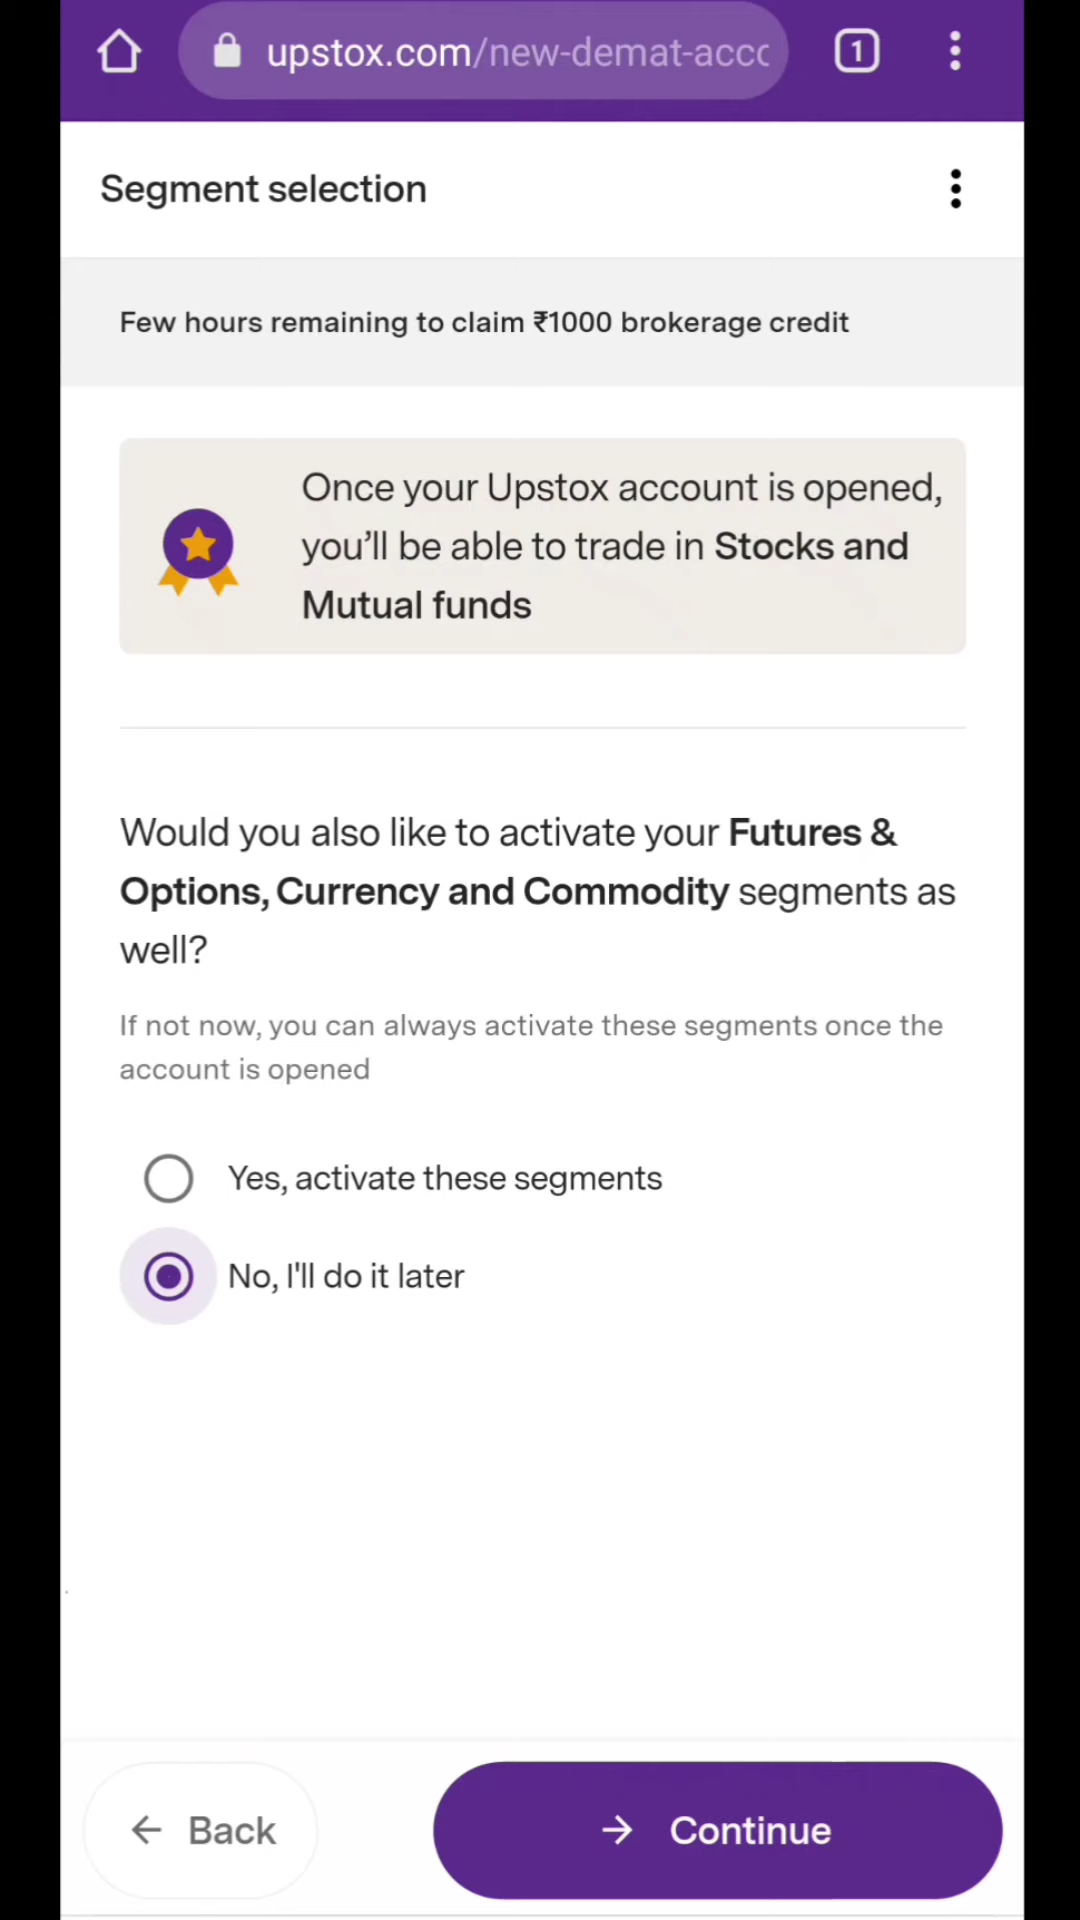 upstox.com/new-demat-acc
1
Segment selection
Few hours remaining to claim ₹1000 brokerage credit
Once your Upstox account is opened,
you’ll be able to trade in Stocks and
Mutual funds
Would you also like to activate your Futures &
Options, Currency and Commodity segments as
well?
If not now, you can always activate these segments once the
account is opened
Yes, activate these segments
No, I'll do it later
← Back
→ Continue